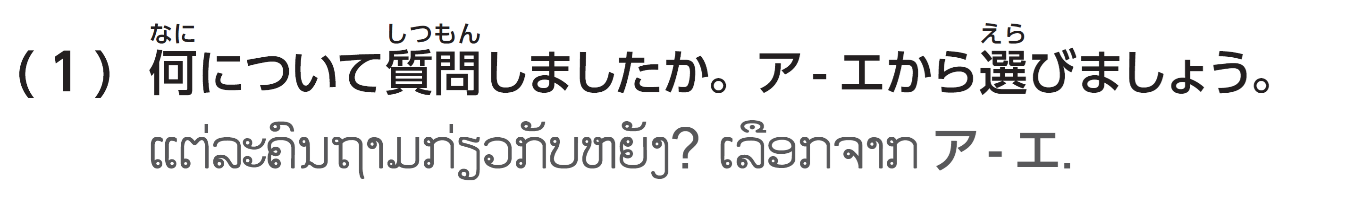 なに しつもん えら
(1) 何について質問しましたか。ア - エから選びましょう。
ແຕ່ລະຄົນຖາມກ່ຽວກັບຫຍັງ? ເລືອກຈາກ ア - エ.